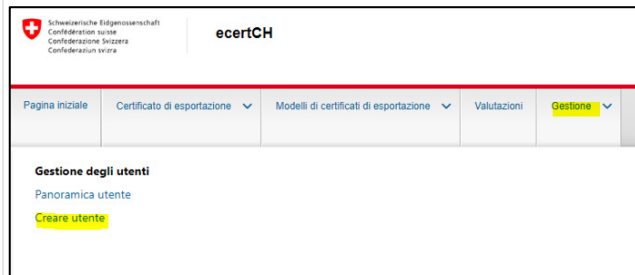 Schweizerische Eidgenossenschaft
Confédération suisse
Confederazione Svizzera
Confederaziun svizra
ecertCH
Pagina iniziale
Certificato di esportazione
Modelli di certificati di esportazione
Valutazioni
Gestione
Gestione degli utenti
Panoramica utente
Creare utente